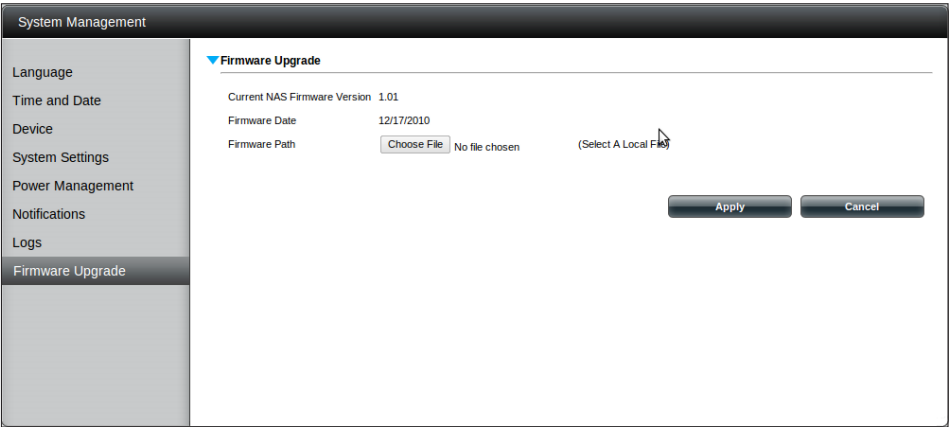 System Management
Language
Time and Date
Device
System Settings
Power Management
Notifications
Logs
Firmware Upgrade
Firmware Upgrade
Current NAS Firmware Version 1.01
Firmware Date 12/17/2010
Firmware Path Choose File No file chosen (Select A Local File)
Apply Cancel